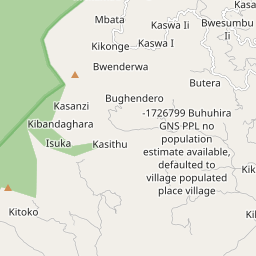 Kasa
Mbata
Kaswa Ii
Bwesumbu
Ii
Kikonge
Kaswa I
Bwenderwa
Butera
Bughendero
Kasanzi
-1726799 Buhuhira
GNS PPL no
population
estimate available,
defaulted to
village populated
place village
Kibandaghara
Isuka
Kasithu
Kik
Kitoko
Kil